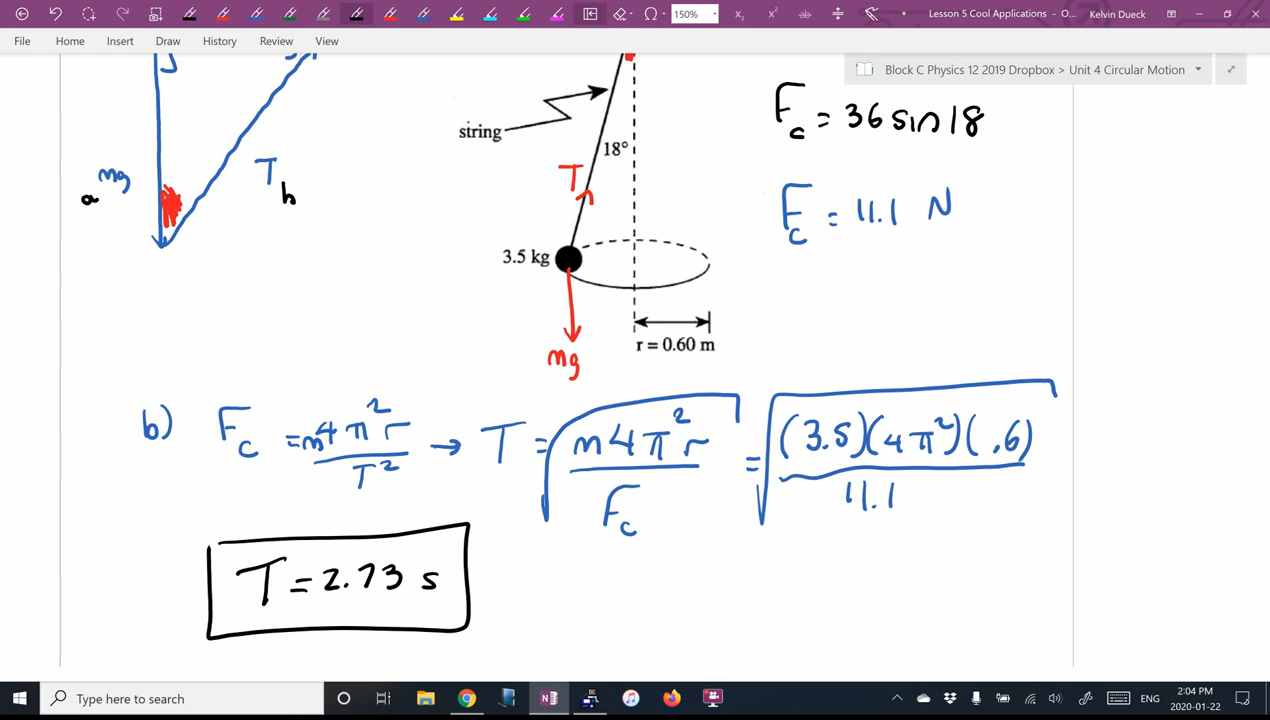 150%
Lesson 5 Cool Applications - O...
Kelvin Dueck
File Home Insert Draw History Review View
Block C Physics 12 2019 Dropbox > Unit 4 Circular Motion
mg
a
T
h
string
18°
T
3.5 kg
mg
r = 0.60 m
Fc = 36 sin 18
Fc = 11.1 N
b) Fc = m4π²r / T² → T = √(m4π²r / Fc) = √((3.5)(4π²)(.6) / 11.1)
T = 2.73 s
Type here to search
ENG
2:04 PM
2020-01-22